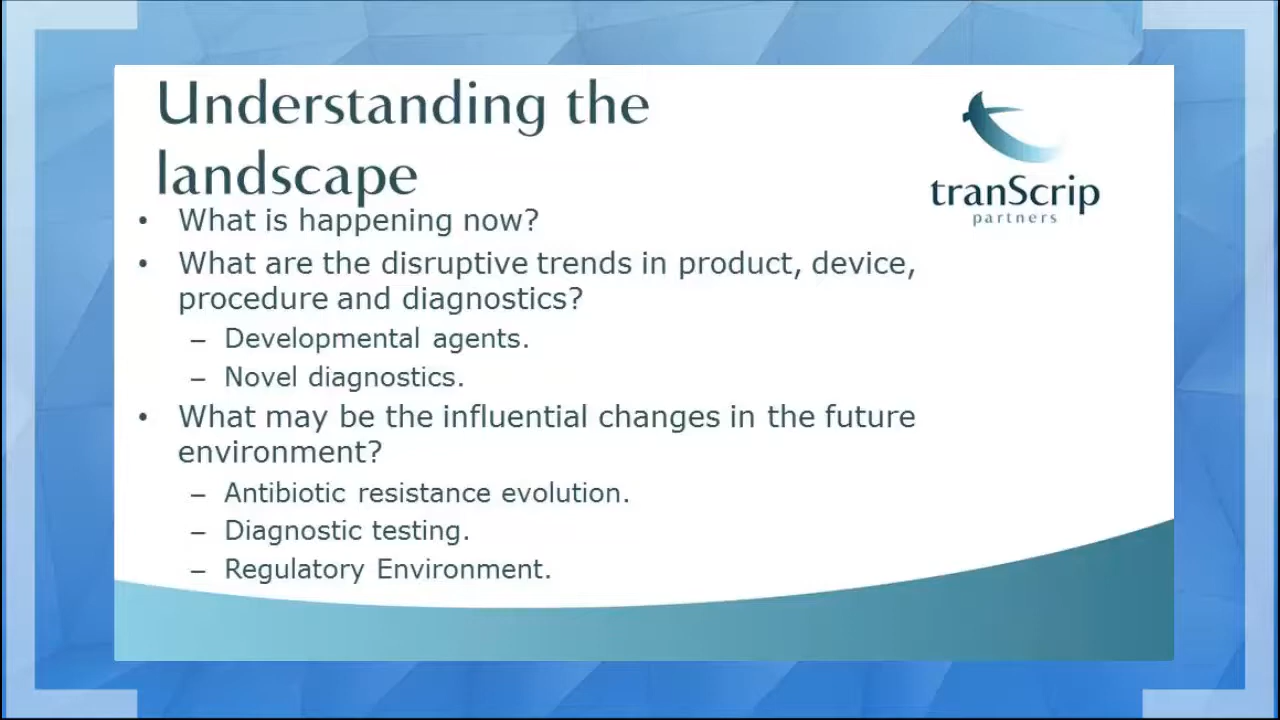 Understanding the
landscape
tranScrip
partners
• What is happening now?
• What are the disruptive trends in product, device,
procedure and diagnostics?
– Developmental agents.
– Novel diagnostics.
• What may be the influential changes in the future
environment?
– Antibiotic resistance evolution.
– Diagnostic testing.
– Regulatory Environment.